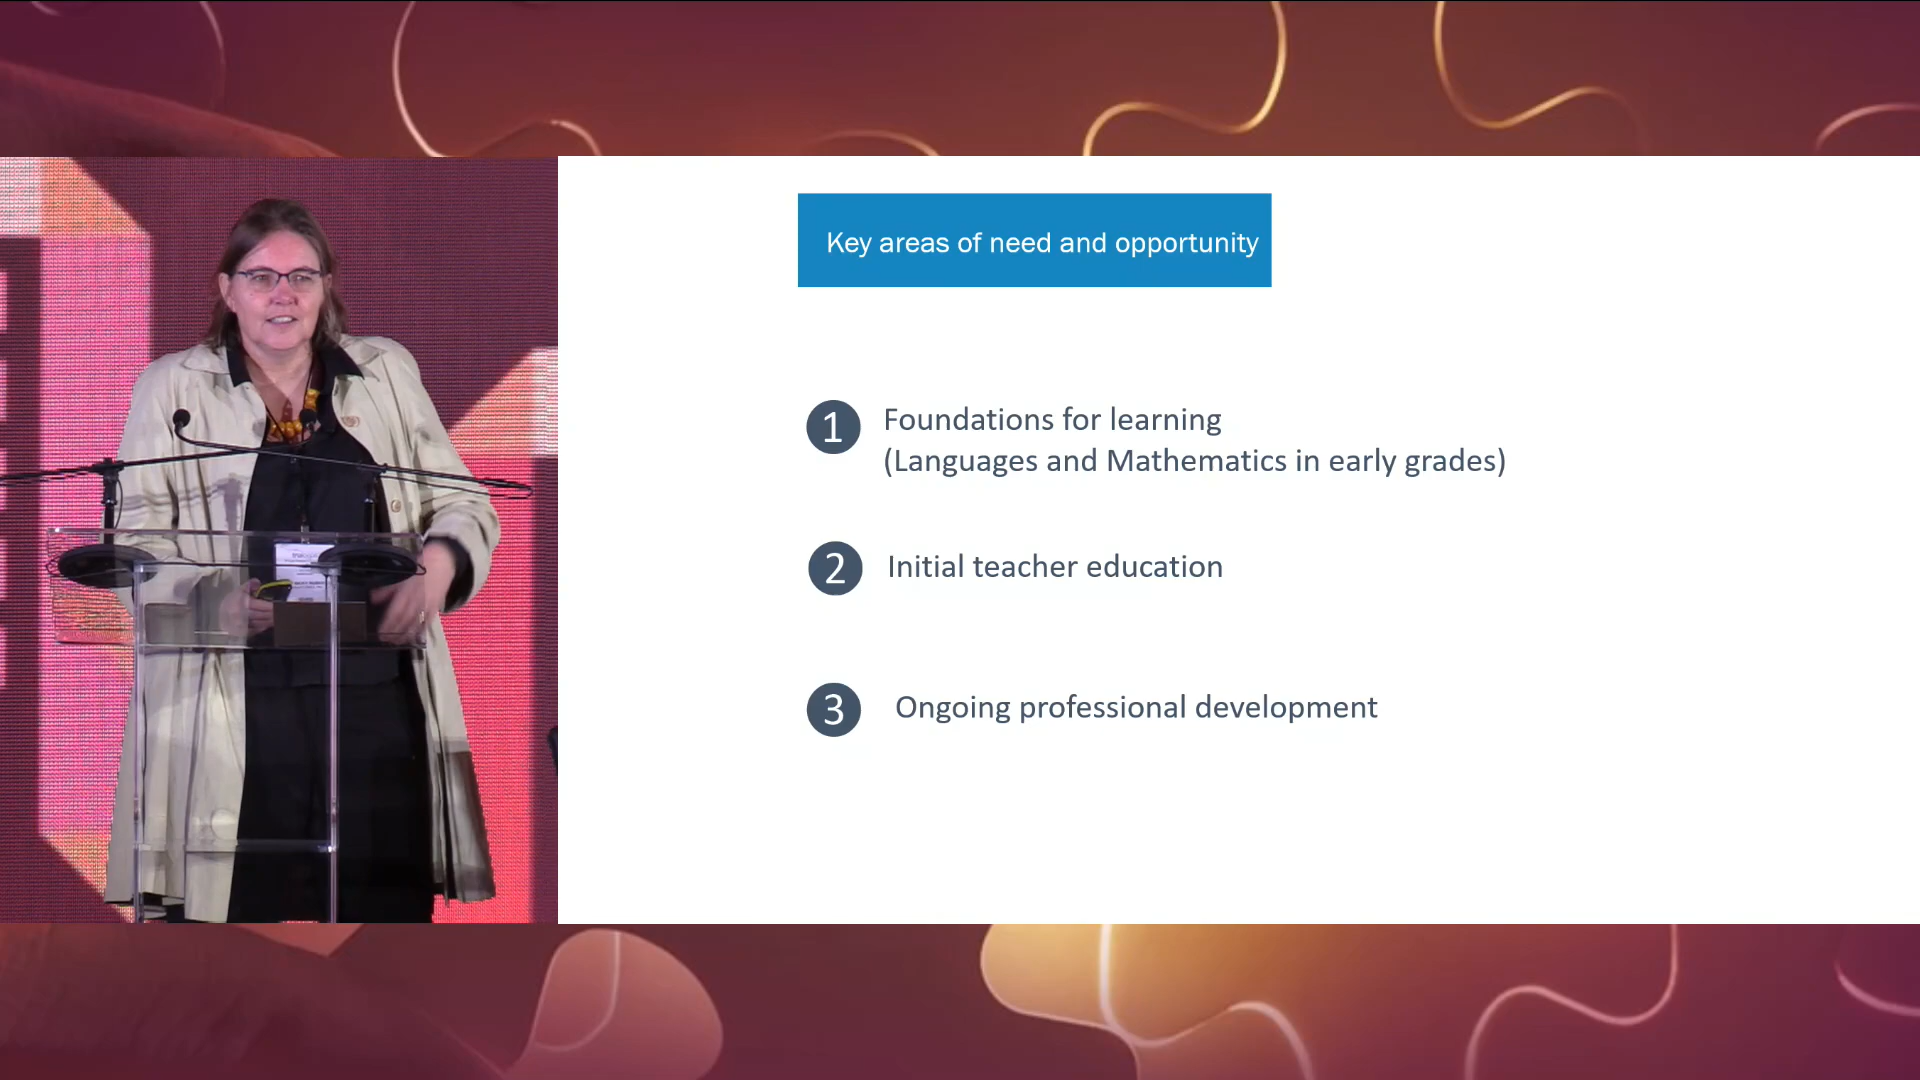 Key areas of need and opportunity
1 Foundations for learning
(Languages and Mathematics in early grades)
2 Initial teacher education
3 Ongoing professional development